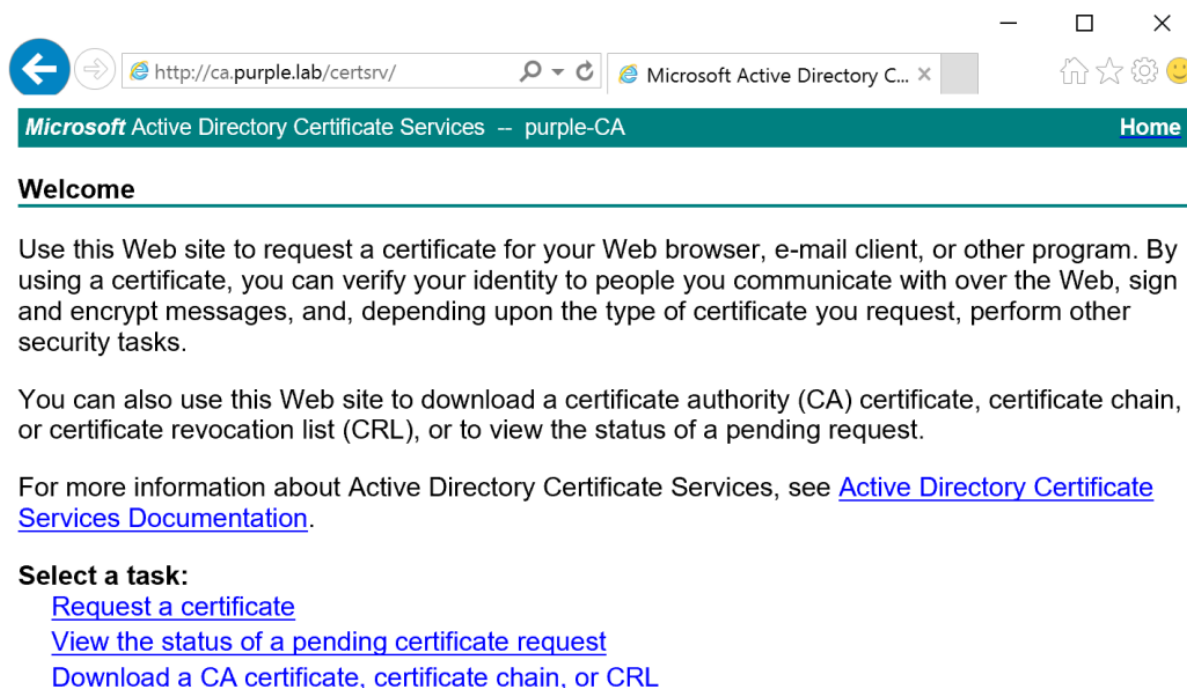 http://ca.purple.lab/certsrv/
Microsoft Active Directory C...
Microsoft Active Directory Certificate Services -- purple-CA
Home
Welcome
Use this Web site to request a certificate for your Web browser, e-mail client, or other program. By
using a certificate, you can verify your identity to people you communicate with over the Web, sign
and encrypt messages, and, depending upon the type of certificate you request, perform other
security tasks.
You can also use this Web site to download a certificate authority (CA) certificate, certificate chain,
or certificate revocation list (CRL), or to view the status of a pending request.
For more information about Active Directory Certificate Services, see Active Directory Certificate
Services Documentation.
Select a task:
Request a certificate
View the status of a pending certificate request
Download a CA certificate, certificate chain, or CRL